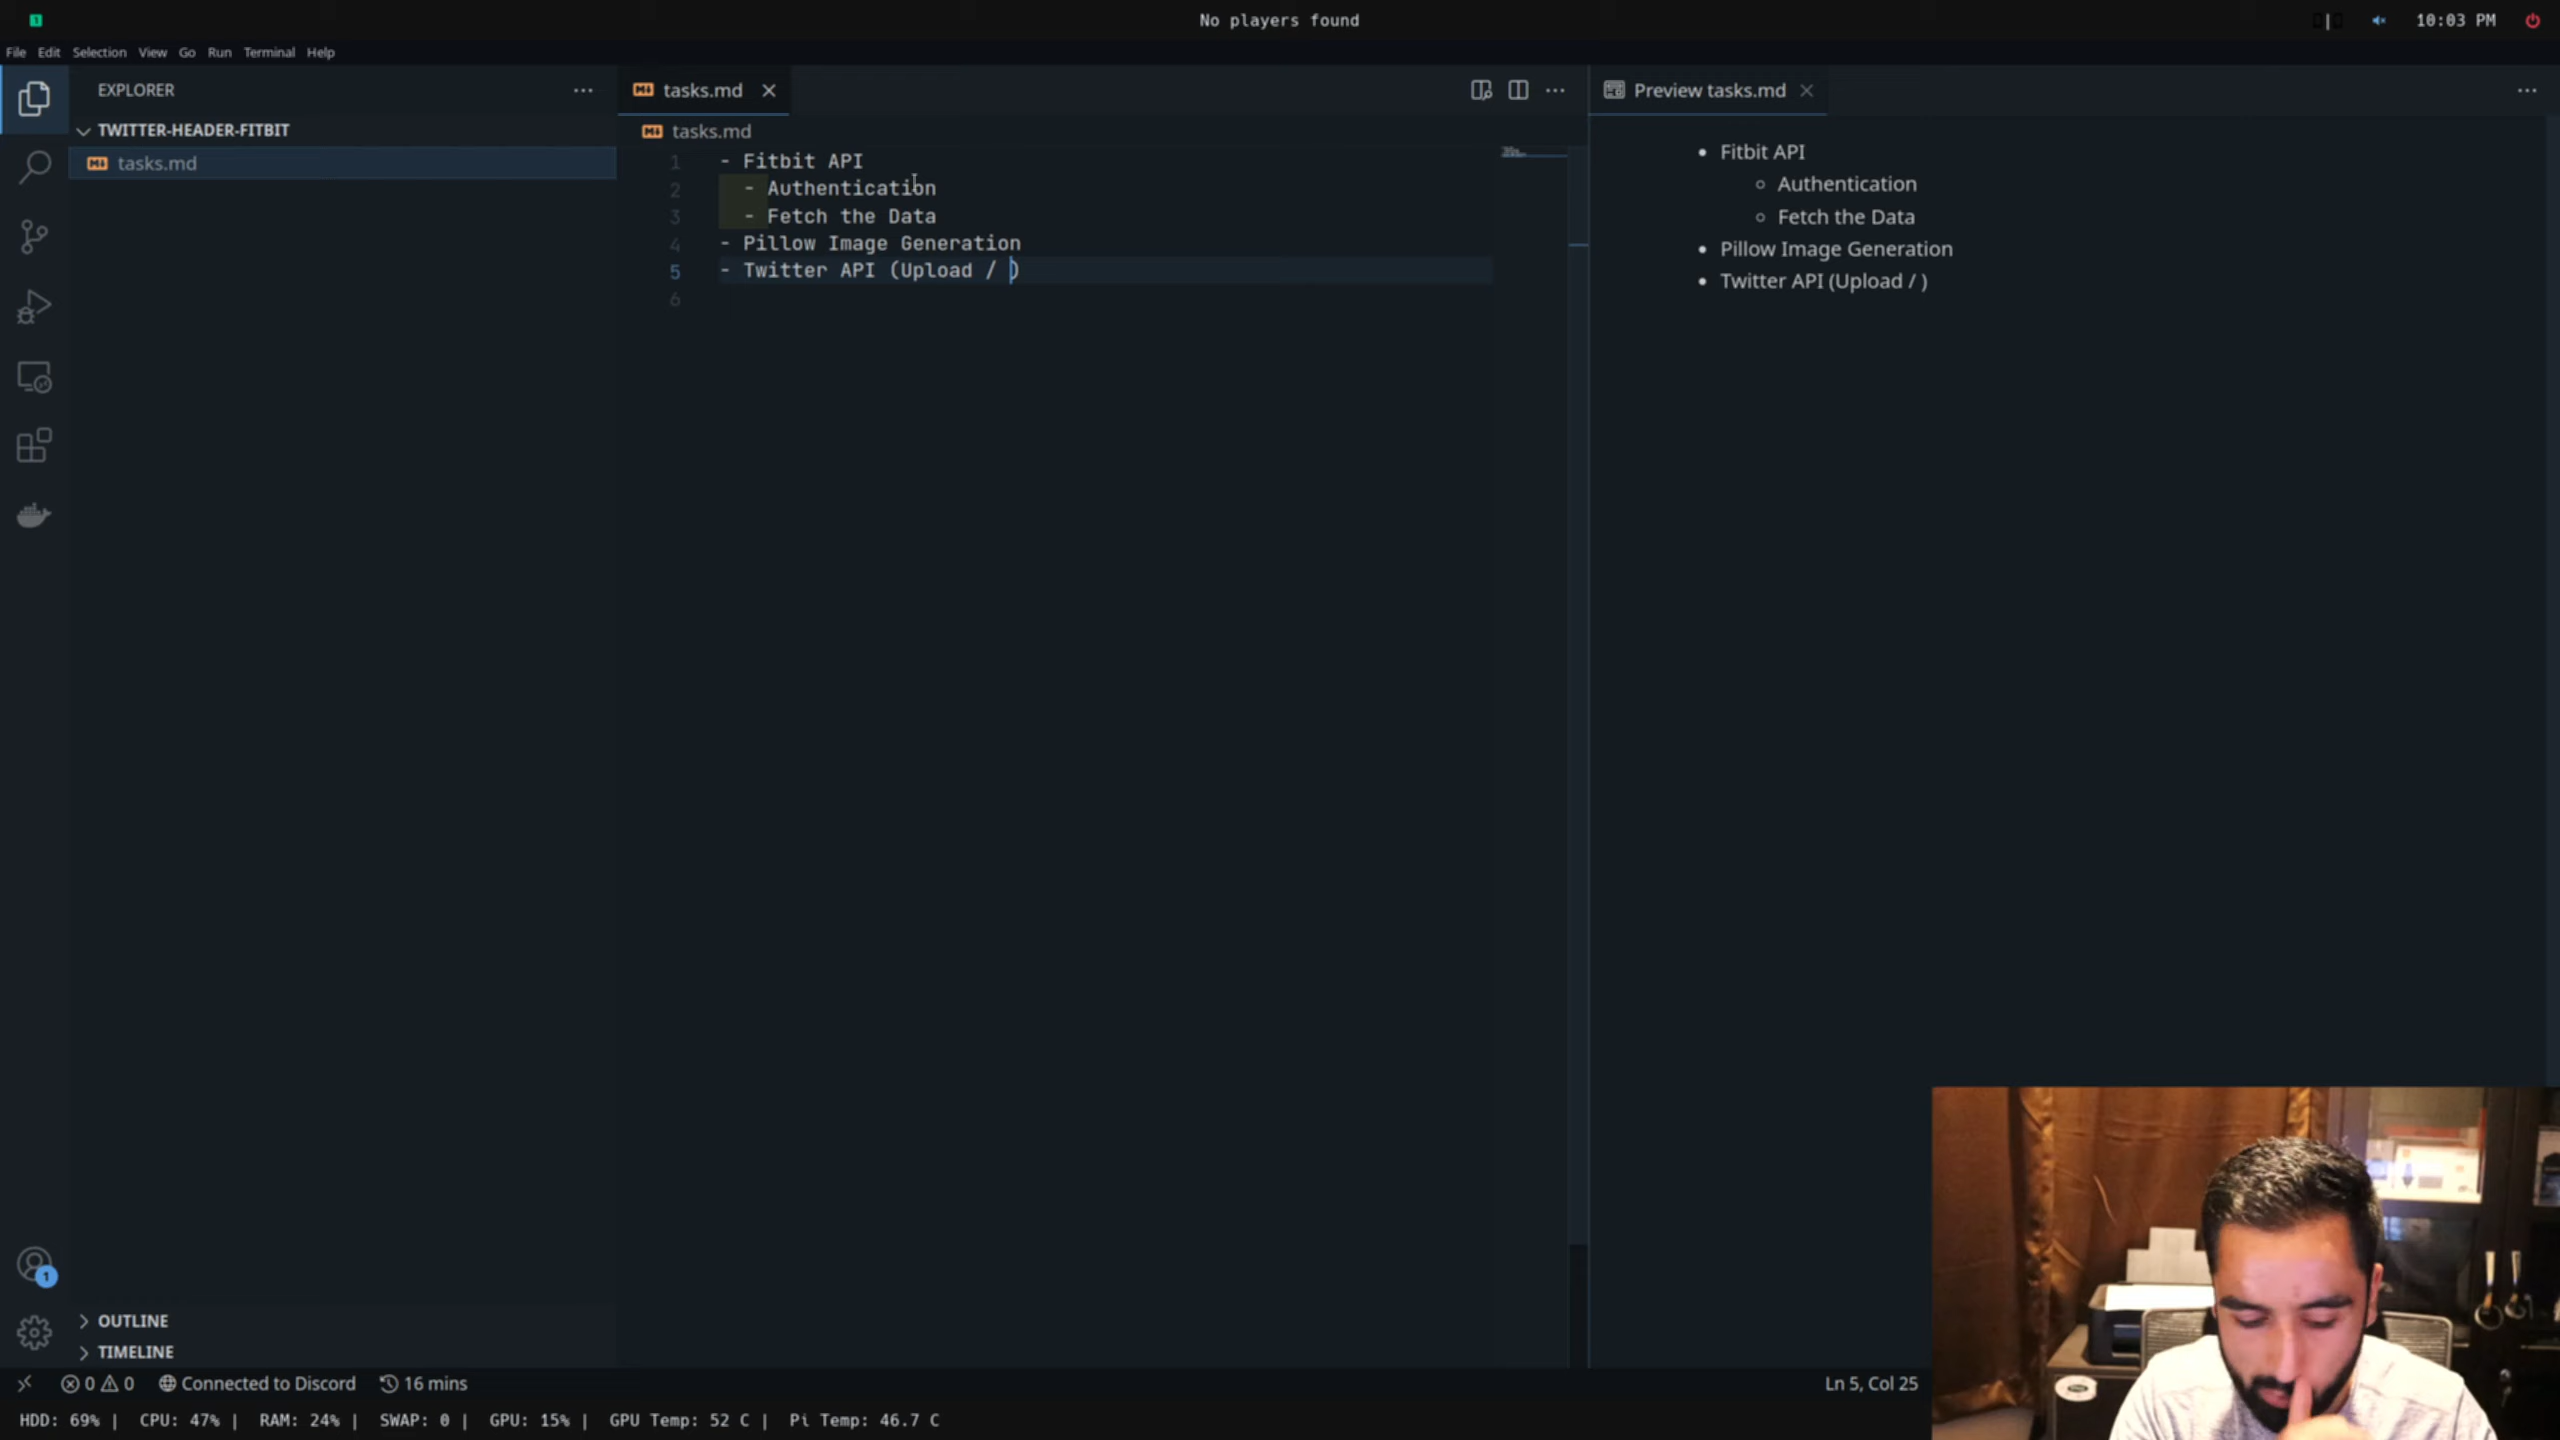 1
No players found
10:03 PM
File Edit Selection View Go Run Terminal Help
EXPLORER
TWITTER-HEADER-FITBIT
tasks.md
tasks.md
tasks.md
1 - Fitbit API
2 - Authentication
3 - Fetch the Data
4 - Pillow Image Generation
5 - Twitter API (Upload / )
6
Preview tasks.md
• Fitbit API
○ Authentication
○ Fetch the Data
• Pillow Image Generation
• Twitter API (Upload / )
1
OUTLINE
TIMELINE
0 0 Connected to Discord 16 mins
Ln 5, Col 25
HDD: 69% | CPU: 47% | RAM: 24% | SWAP: 0 | GPU: 15% | GPU Temp: 52 C | Pi Temp: 46.7 C